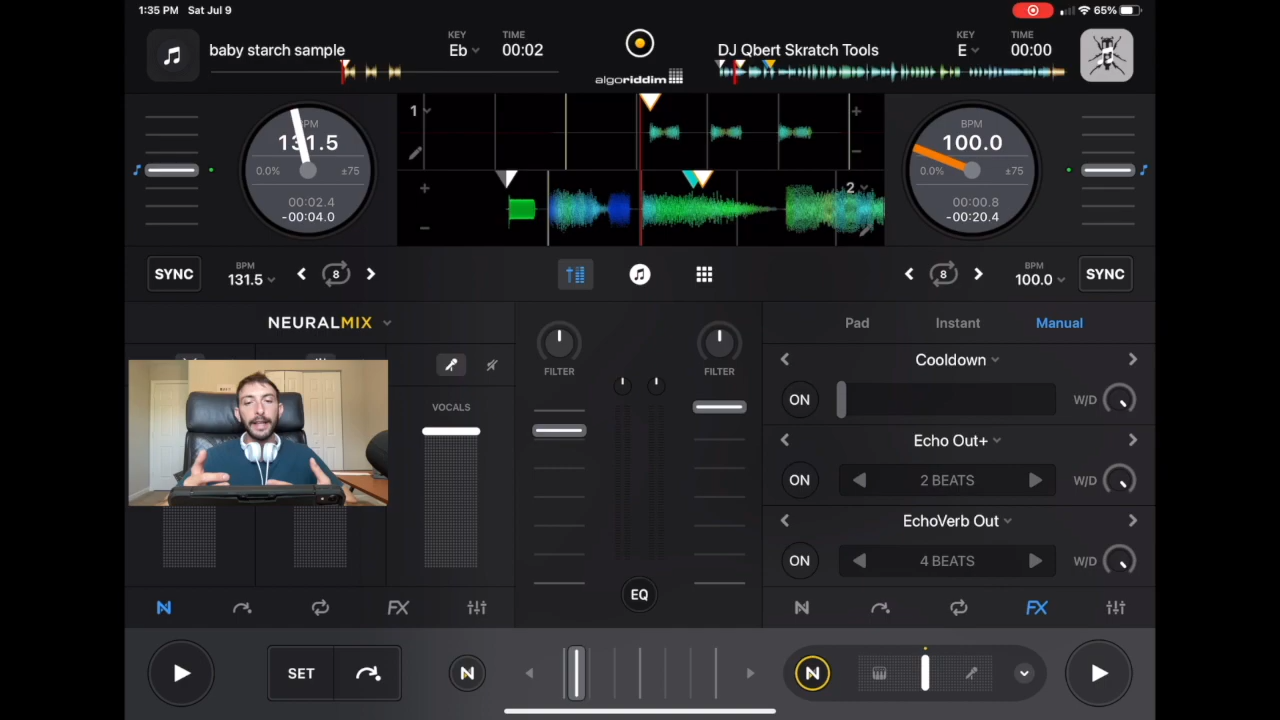 1:35 PM Sat Jul 9
65%
baby starch sample
KEY
Eb
TIME
00:02
algoriddim
DJ Qbert Skratch Tools
KEY
E
TIME
00:00
BPM
131.5
0.0% ±75
00:02.4
-00:04.0
1
2
BPM
100.0
0.0% ±75
00:00.8
-00:20.4
SYNC
BPM
131.5
8
8
BPM
100.0
SYNC
NEURALMIX
VOCALS
FILTER
FILTER
EQ
Pad Instant Manual
Cooldown
ON
W/D
Echo Out+
ON
2 BEATS
W/D
EchoVerb Out
ON
4 BEATS
W/D
FX
FX
SET